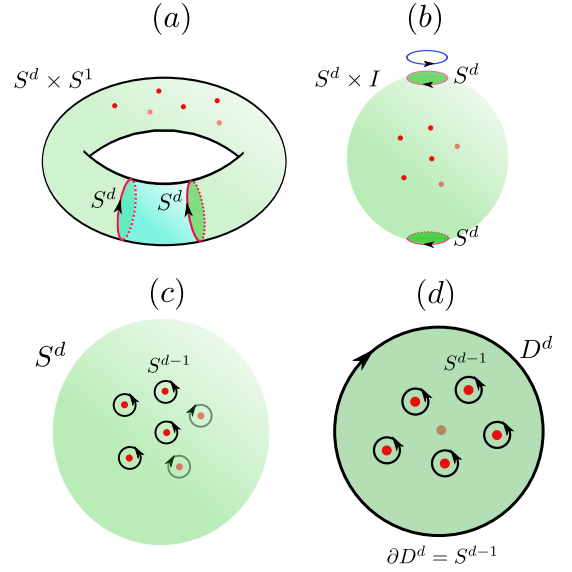 (a)
(b)
S^d × S^1
S^d × I
S^d
S^d
S^d
S^d
(c)
(d)
S^d
S^{d−1}
S^{d−1}
D^d
∂D^d = S^{d−1}